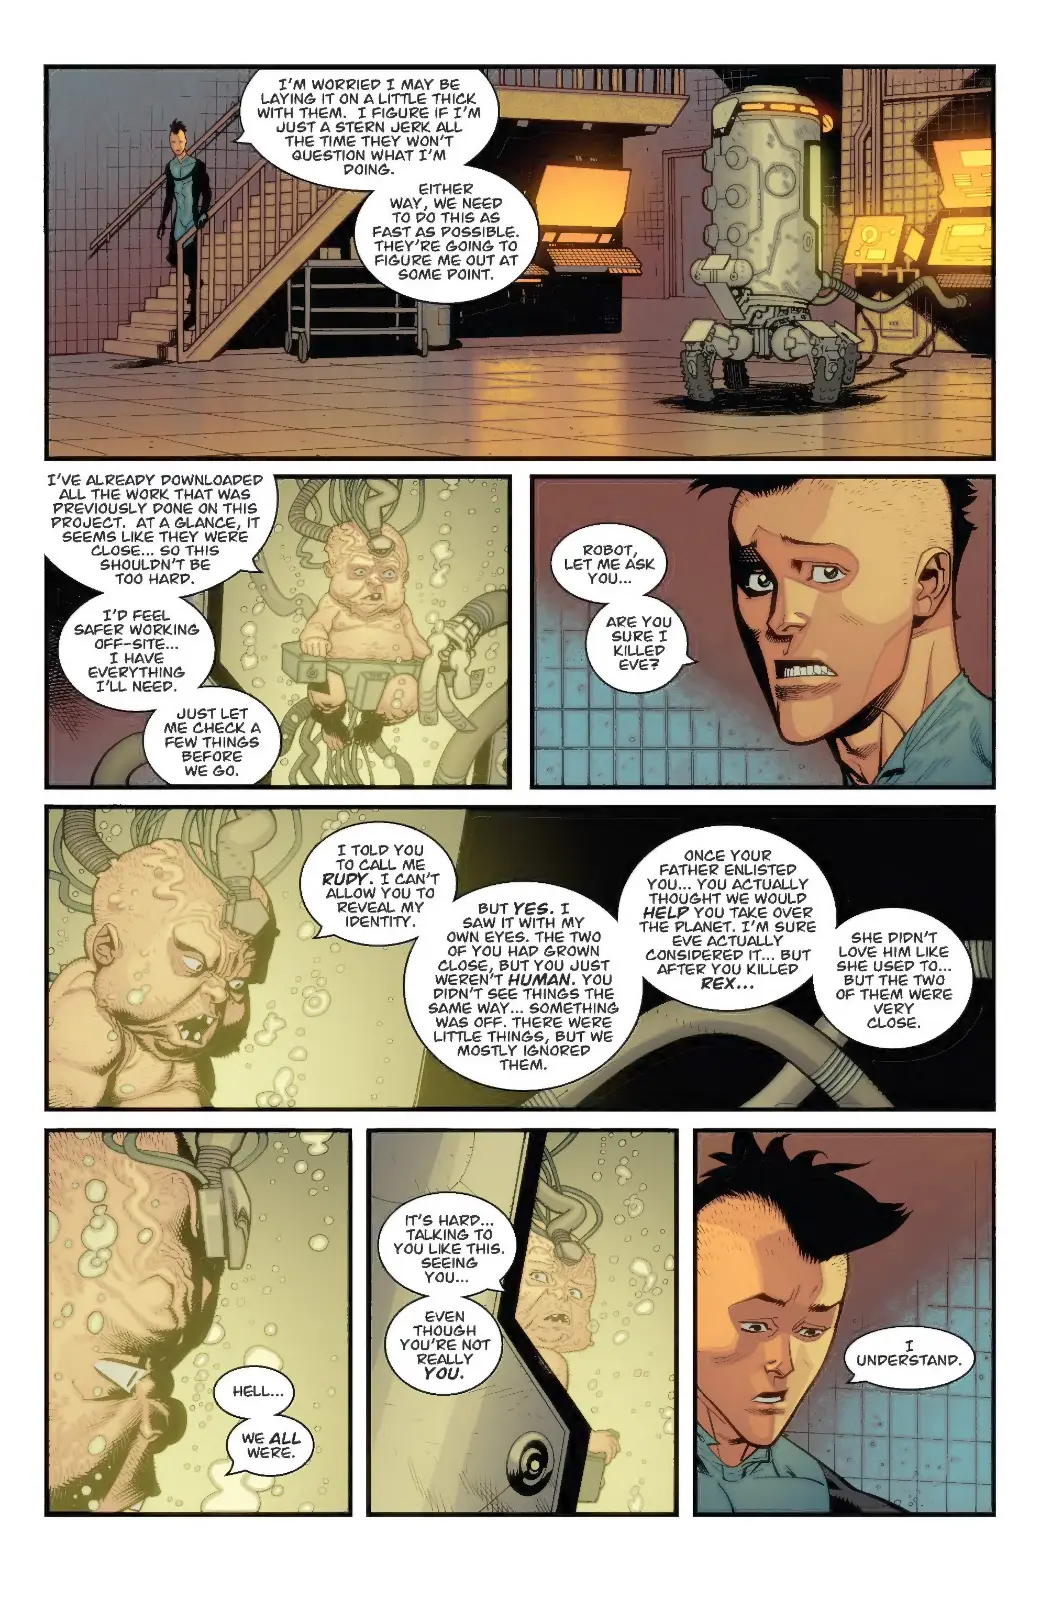 I'M WORRIED I MAY BE
LAYING IT ON A LITTLE THICK
WITH THEM. I FIGURE IF I'M
JUST A STERN JERK ALL
THE TIME THEY WON'T
QUESTION WHAT I'M
DOING.
EITHER
WAY, WE NEED
TO DO THIS AS
FAST AS POSSIBLE.
THEY'RE GOING TO
FIGURE ME OUT AT
SOME POINT.
I'VE ALREADY DOWNLOADED
ALL THE WORK THAT WAS
PREVIOUSLY DONE ON THIS
PROJECT. AT A GLANCE, IT
SEEMS LIKE THEY WERE
CLOSE... SO THIS
SHOULDN'T BE
TOO HARD.
I'D FEEL
SAFER WORKING
OFF-SITE...
I HAVE
EVERYTHING
I'LL NEED.
JUST LET
ME CHECK A
FEW THINGS
BEFORE
WE GO.
ROBOT,
LET ME ASK
YOU...
ARE YOU
SURE I
KILLED
EVE?
I TOLD YOU
TO CALL ME
RUDY. I CAN'T
ALLOW YOU TO
REVEAL MY
IDENTITY.
BUT YES. I
SAW IT WITH MY
OWN EYES. THE TWO
OF YOU HAD GROWN
CLOSE, BUT YOU JUST
WEREN'T HUMAN. YOU
DIDN'T SEE THINGS THE
SAME WAY... SOMETHING
WAS OFF. THERE WERE
LITTLE THINGS, BUT WE
MOSTLY IGNORED
THEM.
ONCE YOUR
FATHER ENLISTED
YOU... YOU ACTUALLY
THOUGHT WE WOULD
HELP YOU TAKE OVER
THE PLANET. I'M SURE
EVE ACTUALLY
CONSIDERED IT... BUT
AFTER YOU KILLED
REX...
SHE DIDN'T
LOVE HIM LIKE
SHE USED TO...
BUT THE TWO
OF THEM WERE
VERY
CLOSE.
HELL...
WE ALL
WERE.
IT'S HARD...
TALKING TO
YOU LIKE THIS.
SEEING
YOU...
EVEN
THOUGH
YOU'RE NOT
REALLY
YOU.
I
UNDERSTAND.